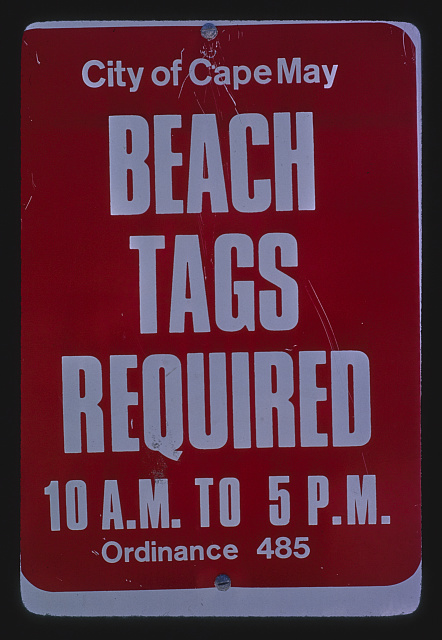 City of Cape May
BEACH
TAGS
REQUIRED
10 A.M. TO 5 P.M.
Ordinance 485